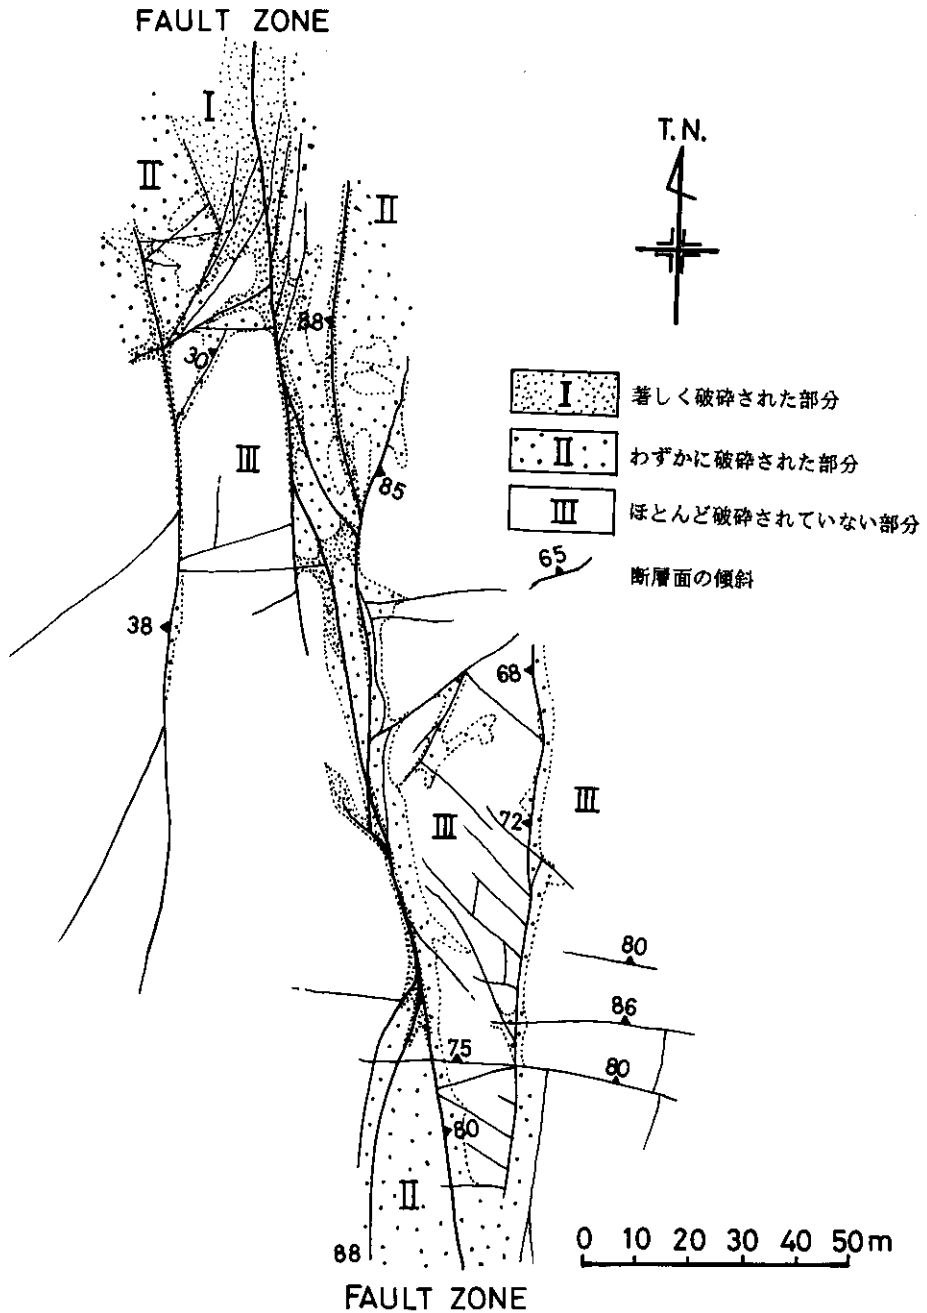 FAULT ZONE
I
T. N.
II
II
88
30
I 著しく破砕された部分
II わずかに破砕された部分
III
85
III ほとんど破砕されていない部分
65 断層面の傾斜
38
68
III
72
III
80
86
75
80
80
II
88
0 10 20 30 40 50m
FAULT ZONE